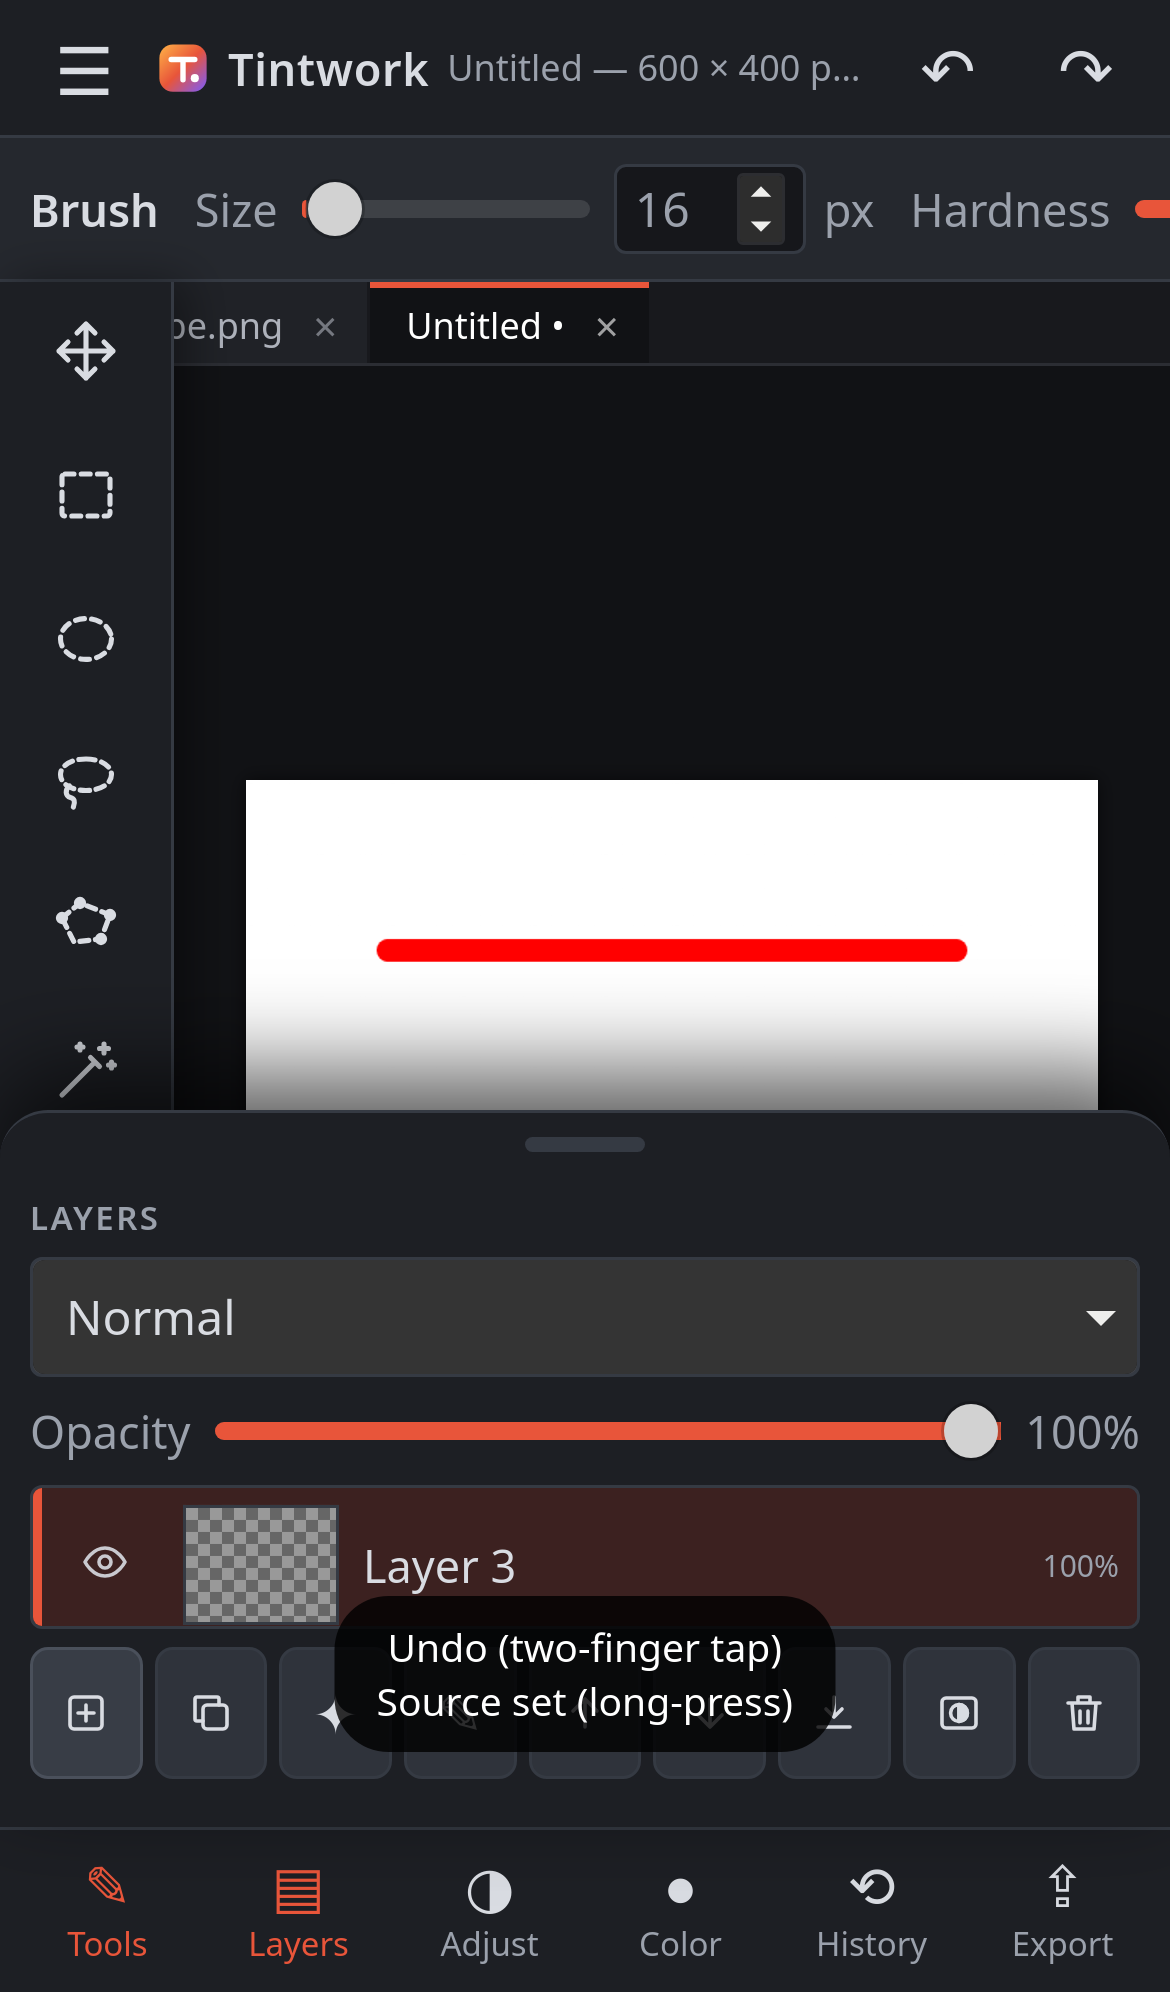 Tintwork Untitled — 600 × 400 p...
Brush Size 16 px Hardness
pe.png × Untitled • ×
LAYERS
Normal
Opacity 100%
Layer 3 100%
Undo (two-finger tap)
Source set (long-press)
Tools Layers Adjust Color History Export